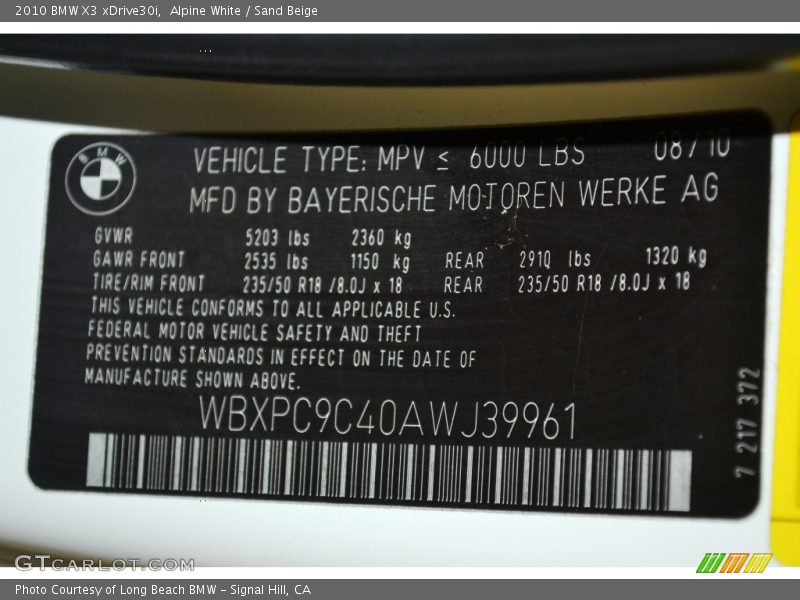 2010 BMW X3 xDrive30i,  Alpine White / Sand Beige
BMW
VEHICLE TYPE: MPV ≤ 6000 LBS 08/10
MFD BY BAYERISCHE MOTOREN WERKE AG
GVWR 5203 lbs 2360 kg
GAWR FRONT 2535 lbs 1150 kg REAR 2910 lbs 1320 kg
TIRE/RIM FRONT 235/50 R18 /8.0J x 18 REAR 235/50 R18 /8.0J x 18
THIS VEHICLE CONFORMS TO ALL APPLICABLE U.S.
FEDERAL MOTOR VEHICLE SAFETY AND THEFT
PREVENTION STANDARDS IN EFFECT ON THE DATE OF
MANUFACTURE SHOWN ABOVE.
WBXPC9C40AWJ39961
7 217 372
GTCARLOT.COM
Photo Courtesy of Long Beach BMW - Signal Hill, CA